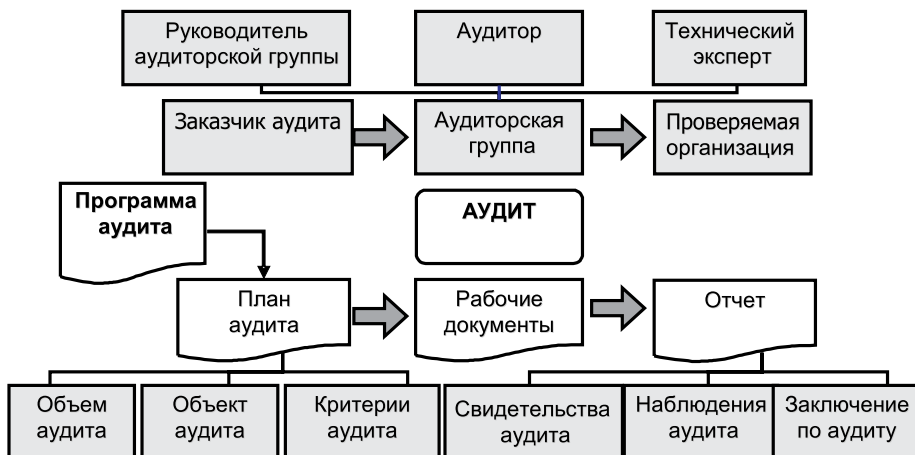 Руководитель
аудиторской группы
Аудитор
Технический
эксперт
Заказчик аудита
Аудиторская
группа
Проверяемая
организация
Программа
аудита
АУДИТ
План
аудита
Рабочие
документы
Отчет
Объем
аудита
Объект
аудита
Критерии
аудита
Свидетельства
аудита
Наблюдения
аудита
Заключение
по аудиту